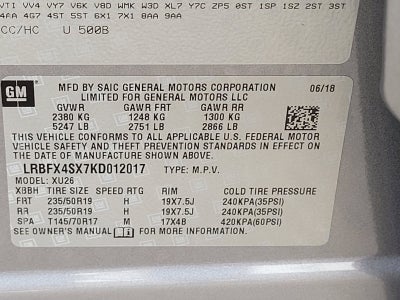 VTI VV4 VY7 V6K V8D WMK W3D XL7 Y7C ZP5 0ST 1SP 1SZ 2ST 3ST
4AA 4G7 4ST 5ST 6X1 7X1 8AA 9AA
CC/HC U 500B
GM
MFD BY SAIC GENERAL MOTORS CORPORATION 06/18
LIMITED FOR GENERAL MOTORS LLC
GVWR GAWR FRT GAWR RR
2380 KG 1248 KG 1300 KG
5247 LB 2751 LB 2866 LB
THIS VEHICLE CONFORMS TO ALL APPLICABLE U.S. FEDERAL MOTOR
VEHICLE SAFETY AND THEFT PREVENTION STANDARDS IN EFFECT ON
THE DATE OF MANUFACTURE SHOWN ABOVE.
LRBFX4SX7KD012017 TYPE: M.P.V.
MODEL: XU26
XBBH TIRE SIZE SPEED RTG RIM COLD TIRE PRESSURE
FRT 235/50R19 H 19X7.5J 240KPA(35PSI)
RR 235/50R19 H 19X7.5J 240KPA(35PSI)
SPA T145/70R17 M 17X4B 420KPA(60PSI)
SEE OWNER'S MANUAL FOR MORE INFORMATION.